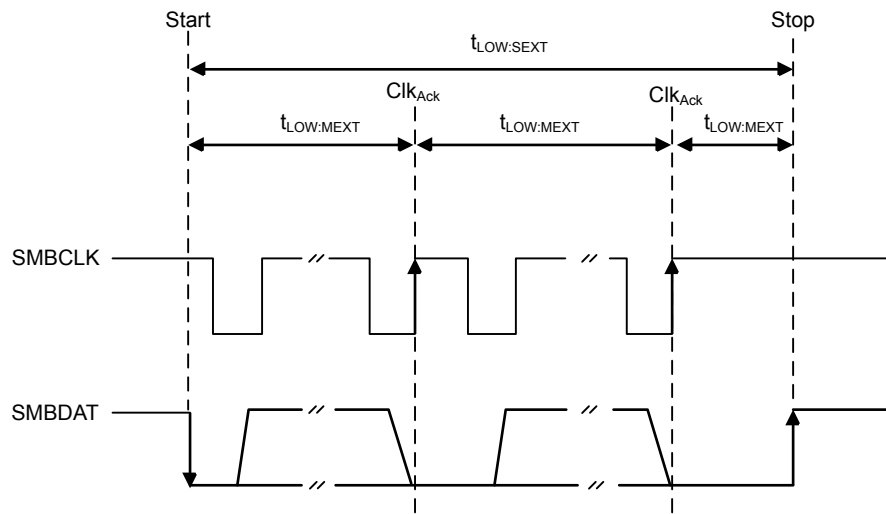 Start
Stop
tLOW:SEXT
ClkAck
ClkAck
tLOW:MEXT
tLOW:MEXT
tLOW:MEXT
SMBCLK
SMBDAT